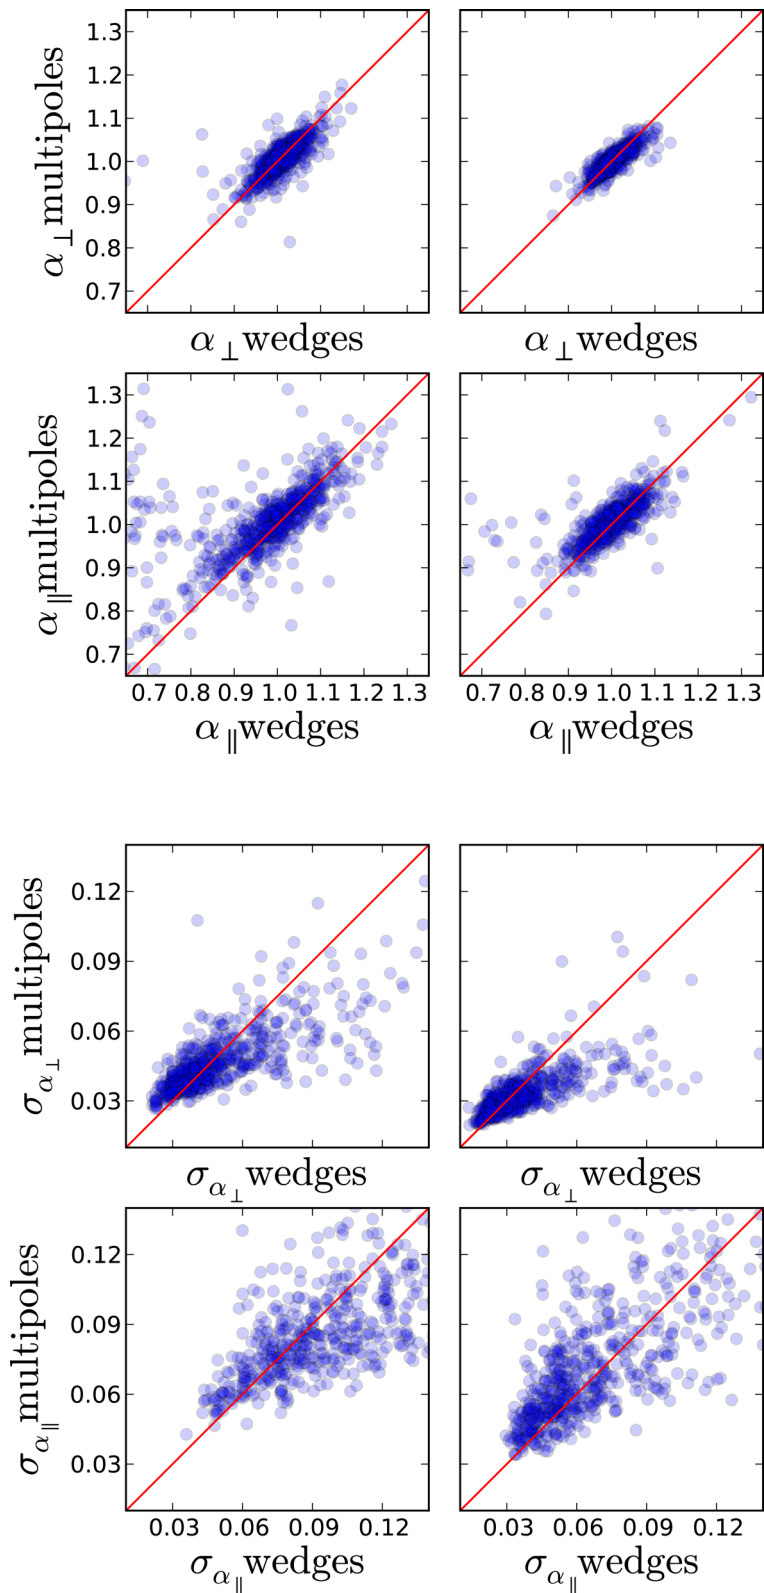 1.3
1.2
1.1
1.0
0.9
0.8
0.7
α⊥multipoles
α⊥wedges
α⊥wedges
1.3
1.2
1.1
1.0
0.9
0.8
0.7
α∥multipoles
0.7 0.8 0.9 1.0 1.1 1.2 1.3
0.7 0.8 0.9 1.0 1.1 1.2 1.3
α∥wedges
α∥wedges
0.12
0.09
0.06
0.03
σα⊥multipoles
σα⊥wedges
σα⊥wedges
0.12
0.09
0.06
0.03
σα∥multipoles
0.03 0.06 0.09 0.12
0.03 0.06 0.09 0.12
σα∥wedges
σα∥wedges